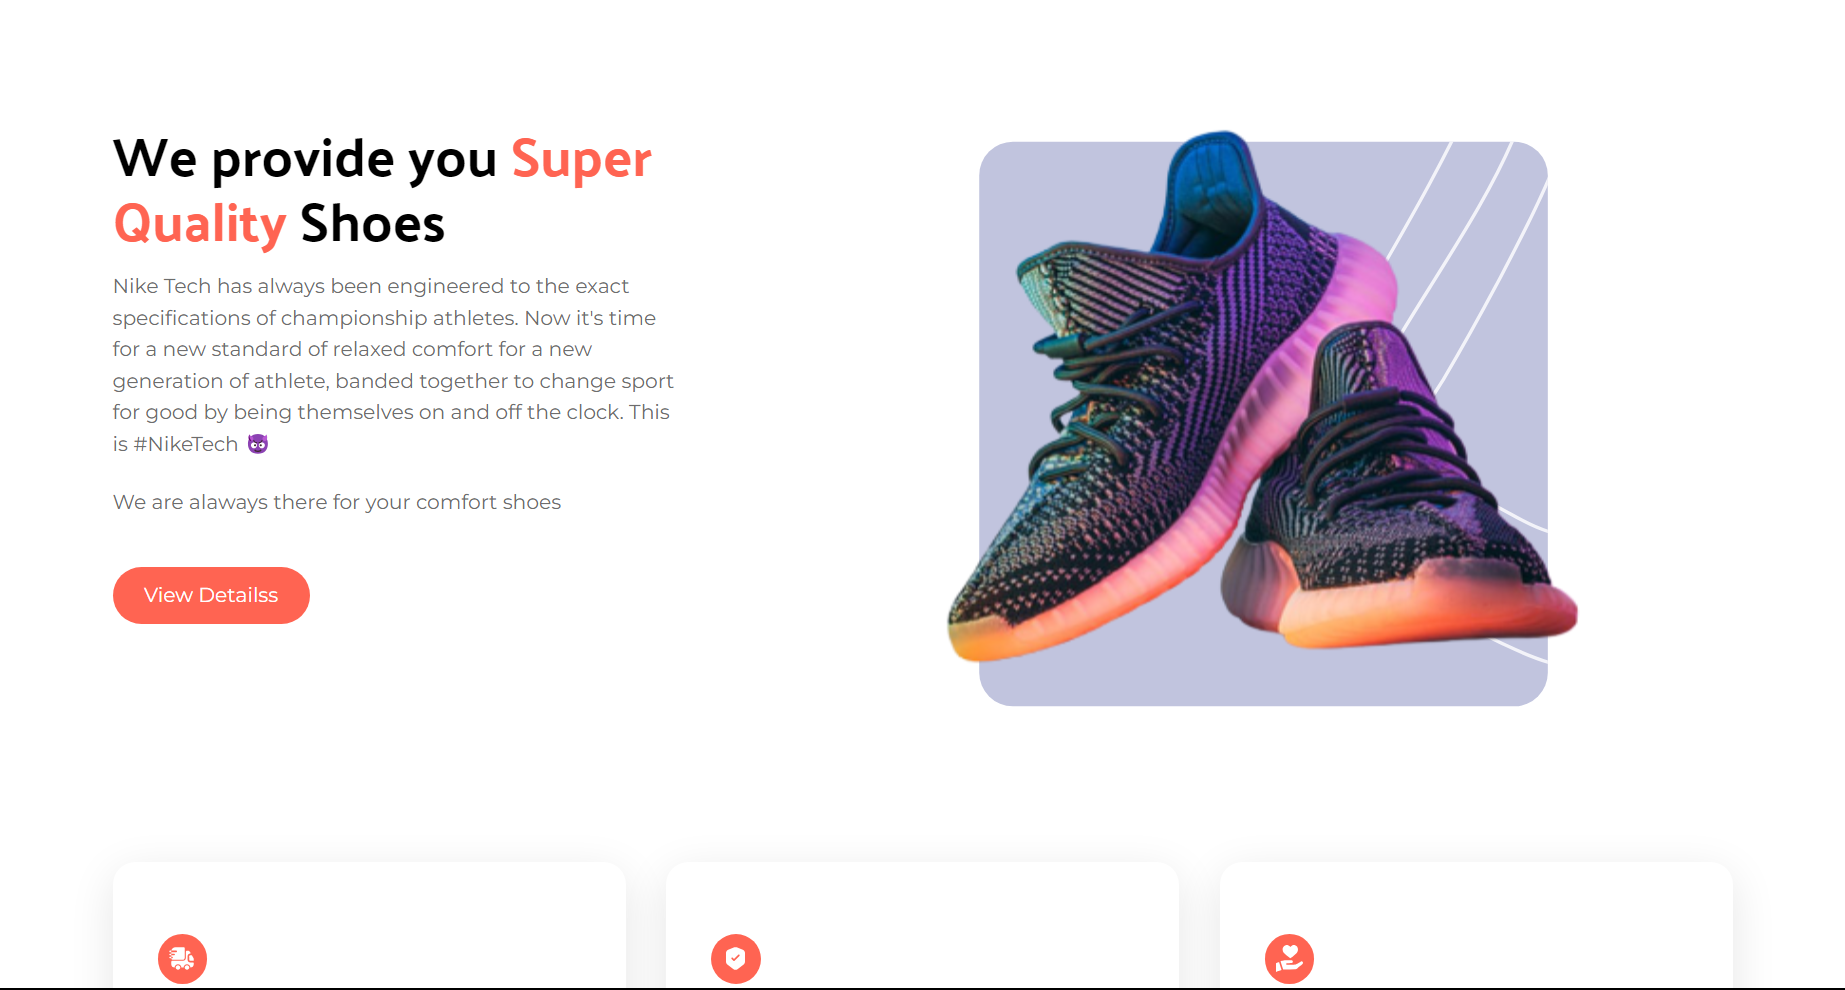 We provide you Super
Quality Shoes
Nike Tech has always been engineered to the exact
specifications of championship athletes. Now it's time
for a new standard of relaxed comfort for a new
generation of athlete, banded together to change sport
for good by being themselves on and off the clock. This
is #NikeTech 😈
We are alaways there for your comfort shoes
View Detailss